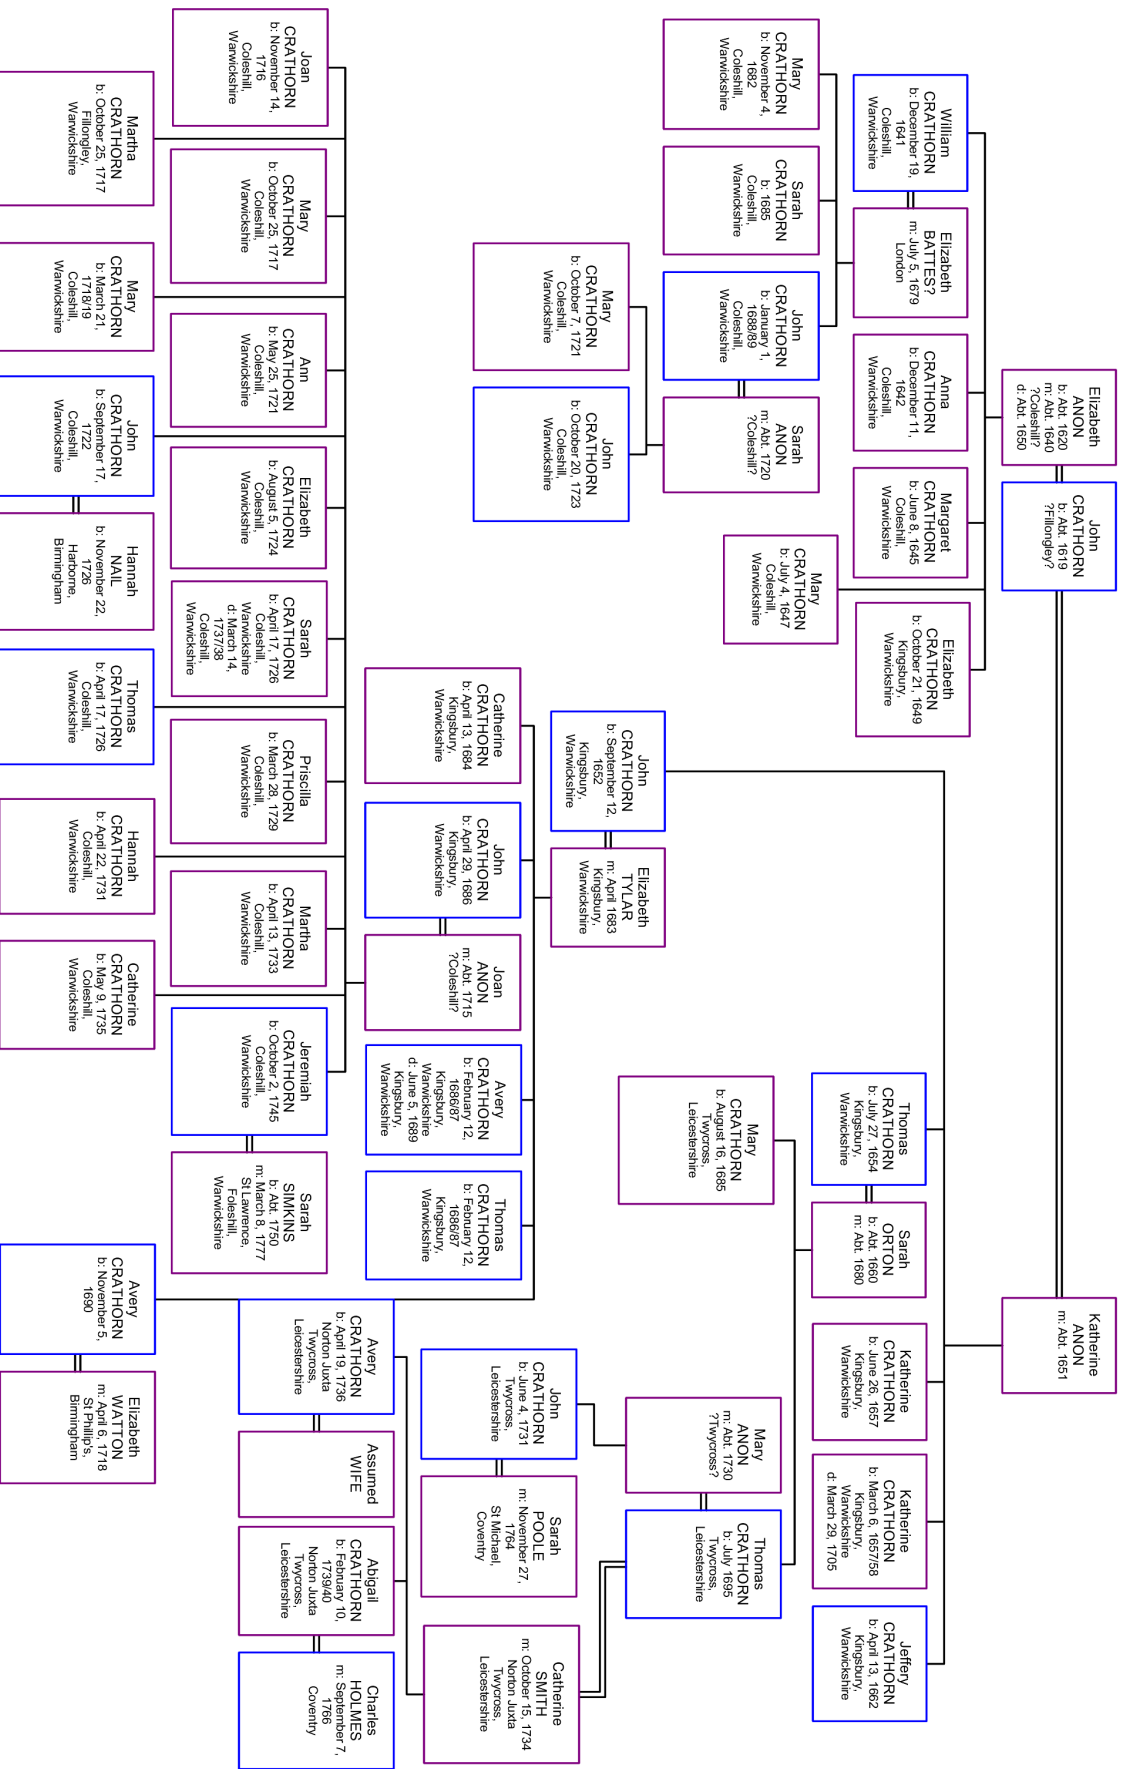 Elizabeth
ANON
b: Abt. 1620
m: Abt. 1640
?Coleshill?
d: Abt. 1650
John
CRATHORN
b: Abt. 1619
?Fillongley?
Katherine
ANON
m: Abt. 1651
William
CRATHORN
b: December 19,
1641
Coleshill,
Warwickshire
Elizabeth
BATTES?
m: July 5, 1679
London
Anna
CRATHORN
b: December 11,
1642
Coleshill,
Warwickshire
Margaret
CRATHORN
b: June 8, 1645
Coleshill,
Warwickshire
Mary
CRATHORN
b: July 4, 1647
Coleshill,
Warwickshire
Elizabeth
CRATHORN
b: October 21, 1649
Kingsbury,
Warwickshire
Thomas
CRATHORN
b: July 27, 1654
Kingsbury,
Warwickshire
Sarah
ORTON
b: Abt. 1660
m: Abt. 1680
Katherine
CRATHORN
b: June 26, 1657
Kingsbury,
Warwickshire
Katherine
CRATHORN
b: March 6, 1657/58
Kingsbury,
Warwickshire
d: March 29, 1705
Jeffery
CRATHORN
b: April 13, 1662
Kingsbury,
Warwickshire
Mary
CRATHORN
b: November 4,
1682
Coleshill,
Warwickshire
Sarah
CRATHORN
b: 1685
Coleshill,
Warwickshire
John
CRATHORN
b: January 1,
1688/89
Coleshill,
Warwickshire
Sarah
ANON
m: Abt. 1720
?Coleshill?
Mary
CRATHORN
b: August 16, 1685
Twycross,
Leicestershire
Mary
ANON
m: Abt. 1730
?Twycross?
Thomas
CRATHORN
b: July 1695
Twycross,
Leicestershire
John
CRATHORN
b: September 12,
1652
Kingsbury,
Warwickshire
Elizabeth
TYLAR
m: April 1683
Kingsbury,
Warwickshire
Mary
CRATHORN
b: October 7, 1721
Coleshill,
Warwickshire
John
CRATHORN
b: October 20, 1723
Coleshill,
Warwickshire
John
CRATHORN
b: June 4, 1731
Twycross,
Leicestershire
Sarah
POOLE
m: November 27,
1764
St Michael,
Coventry
Catherine
SMITH
m: October 15, 1734
Norton Juxta
Twycross,
Leicestershire
Catherine
CRATHORN
b: April 13, 1684
Kingsbury,
Warwickshire
John
CRATHORN
b: April 29, 1686
Kingsbury,
Warwickshire
Joan
ANON
m: Abt. 1715
?Coleshill?
Avery
CRATHORN
b: February 12,
1686/87
Kingsbury,
Warwickshire
d: June 5, 1689
Kingsbury,
Warwickshire
Thomas
CRATHORN
b: February 12,
1686/87
Kingsbury,
Warwickshire
Avery
CRATHORN
b: April 19, 1736
Norton Juxta
Twycross,
Leicestershire
Assumed
WIFE
Abigail
CRATHORN
b: February 10,
1739/40
Norton Juxta
Twycross,
Leicestershire
Charles
HOLMES
m: September 7,
1766
Coventry
Joan
CRATHORN
b: November 14,
1716
Coleshill,
Warwickshire
Mary
CRATHORN
b: October 25, 1717
Coleshill,
Warwickshire
Ann
CRATHORN
b: May 25, 1721
Coleshill,
Warwickshire
Elizabeth
CRATHORN
b: August 5, 1724
Coleshill,
Warwickshire
Sarah
CRATHORN
b: April 17, 1726
Coleshill,
Warwickshire
d: March 14,
1737/38
Coleshill,
Warwickshire
Priscilla
CRATHORN
b: March 28, 1729
Coleshill,
Warwickshire
Martha
CRATHORN
b: April 13, 1733
Coleshill,
Warwickshire
Jeremiah
CRATHORN
b: October 2, 1745
Coleshill,
Warwickshire
Sarah
SIMKINS
b: Abt. 1750
m: March 8, 1777
St Lawrence,
Foleshill,
Warwickshire
Martha
CRATHORN
b: October 25, 1717
Fillongley,
Warwickshire
Mary
CRATHORN
b: March 21,
1718/19
Coleshill,
Warwickshire
John
CRATHORN
b: September 17,
1722
Coleshill,
Warwickshire
Hannah
NAIL
b: November 22,
1726
Harborne,
Birmingham
Thomas
CRATHORN
b: April 17, 1726
Coleshill,
Warwickshire
Hannah
CRATHORN
b: April 22, 1731
Coleshill,
Warwickshire
Catherine
CRATHORN
b: May 9, 1735
Coleshill,
Warwickshire
Avery
CRATHORN
b: November 5,
1690
Elizabeth
WATTON
m: April 6, 1718
St Phillip's,
Birmingham